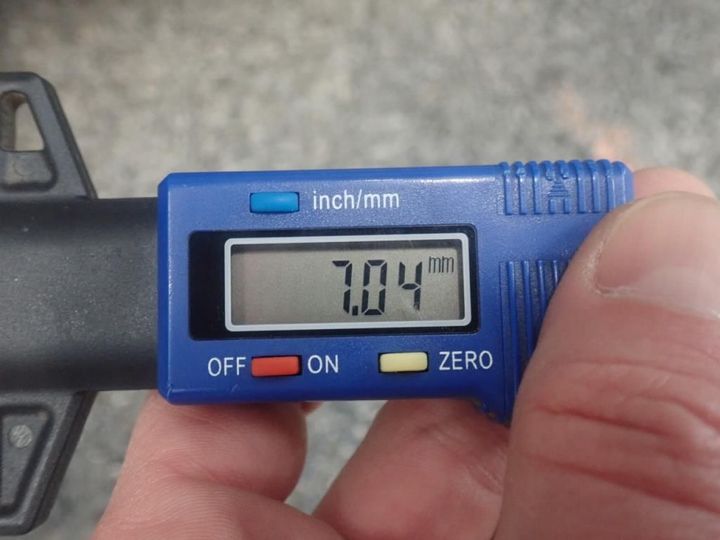 inch/mm
7.04 mm
OFF ON ZERO